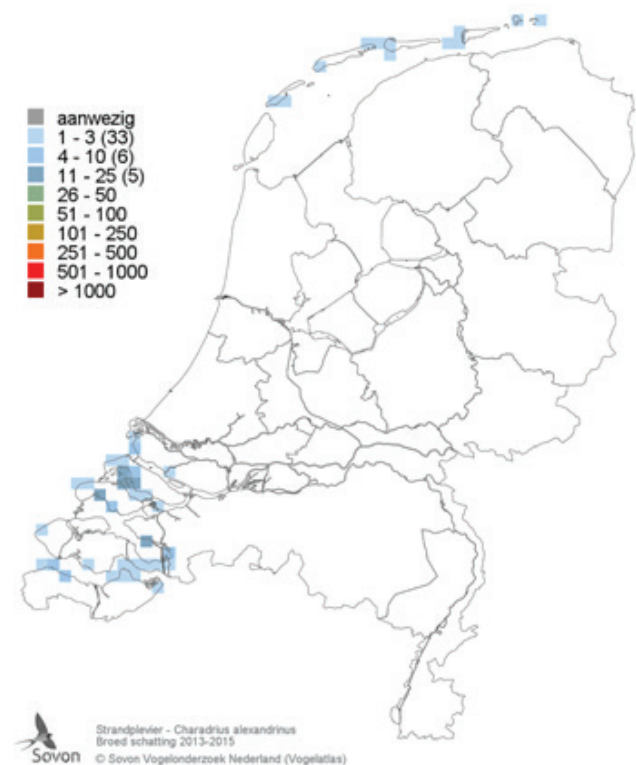 aanwezig
1 - 3 (33)
4 - 10 (6)
11 - 25 (5)
26 - 50
51 - 100
101 - 250
251 - 500
501 - 1000
> 1000
Strandplevier - Charadrius alexandrinus
Broed schatting 2013-2015
Sovon © Sovon Vogelonderzoek Nederland (Vogelatlas)